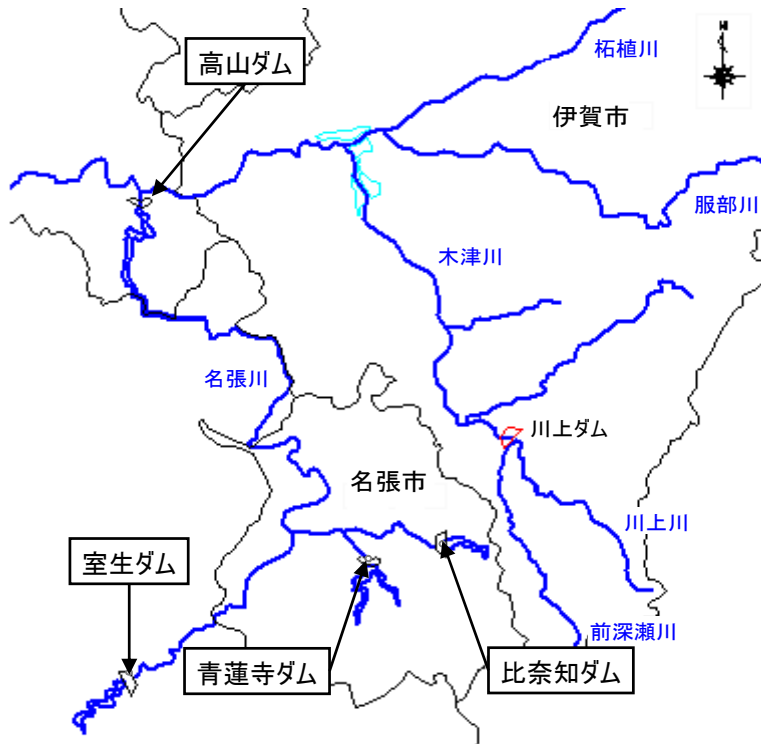 柘植川
高山ダム
N
伊賀市
服部川
木津川
名張川
川上ダム
名張市
川上川
室生ダム
前深瀬川
青蓮寺ダム
比奈知ダム